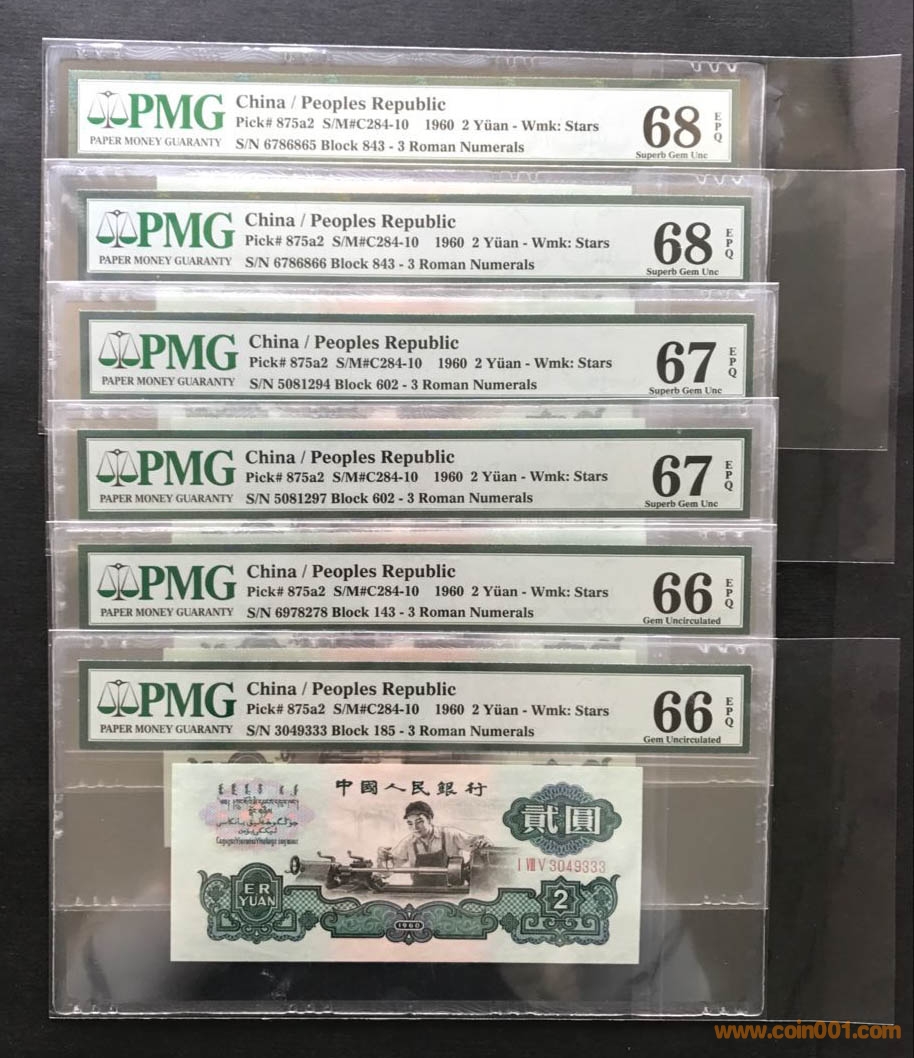 PMG
PAPER MONEY GUARANTY
China / Peoples Republic
Pick# 875a2 S/M#C284-10 1960 2 Yüan - Wmk: Stars
S/N 6786865 Block 843 - 3 Roman Numerals
68 EPQ
Superb Gem Unc
PMG
PAPER MONEY GUARANTY
China / Peoples Republic
Pick# 875a2 S/M#C284-10 1960 2 Yüan - Wmk: Stars
S/N 6786866 Block 843 - 3 Roman Numerals
68 EPQ
Superb Gem Unc
PMG
PAPER MONEY GUARANTY
China / Peoples Republic
Pick# 875a2 S/M#C284-10 1960 2 Yüan - Wmk: Stars
S/N 5081294 Block 602 - 3 Roman Numerals
67 EPQ
Superb Gem Unc
PMG
PAPER MONEY GUARANTY
China / Peoples Republic
Pick# 875a2 S/M#C284-10 1960 2 Yüan - Wmk: Stars
S/N 5081297 Block 602 - 3 Roman Numerals
67 EPQ
Superb Gem Unc
PMG
PAPER MONEY GUARANTY
China / Peoples Republic
Pick# 875a2 S/M#C284-10 1960 2 Yüan - Wmk: Stars
S/N 6978278 Block 143 - 3 Roman Numerals
66 EPQ
Gem Uncirculated
PMG
PAPER MONEY GUARANTY
China / Peoples Republic
Pick# 875a2 S/M#C284-10 1960 2 Yüan - Wmk: Stars
S/N 3049333 Block 185 - 3 Roman Numerals
66 EPQ
Gem Uncirculated
中國人民銀行
貳圓
I VIII V 3049333
ER
YUAN
2
1960
www.coin001.com